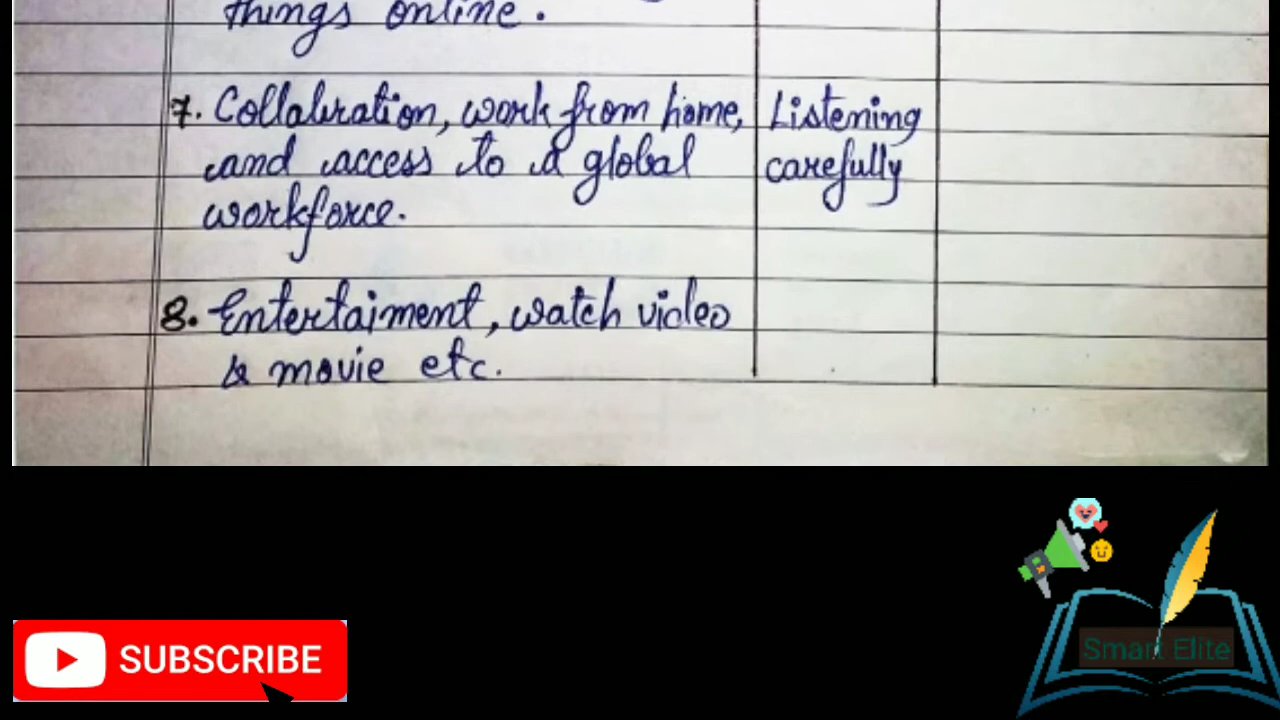 things online.
7. Collabration, work from home,
and access to a global
workforce.
Listening
carefully
8. Entertaiment, watch video
& movie etc.
SUBSCRIBE
Smart Elite